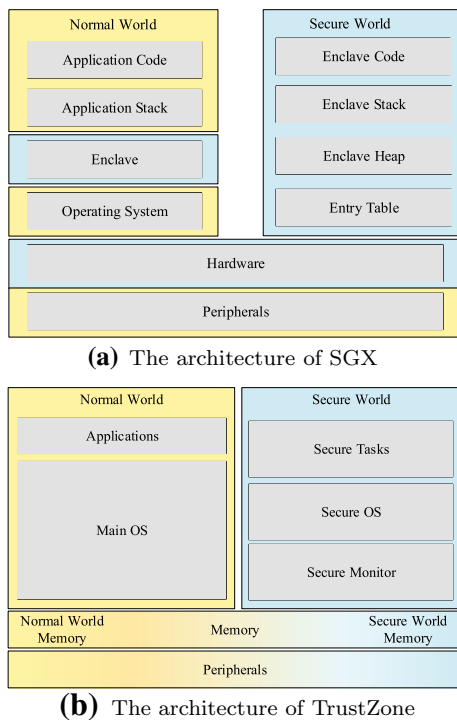 Normal World
Application Code
Application Stack
Enclave
Operating System
Secure World
Enclave Code
Enclave Stack
Enclave Heap
Entry Table
Hardware
Peripherals
(a) The architecture of SGX
Normal World
Applications
Main OS
Secure World
Secure Tasks
Secure OS
Secure Monitor
Normal World
Memory
Memory
Secure World
Memory
Peripherals
(b) The architecture of TrustZone